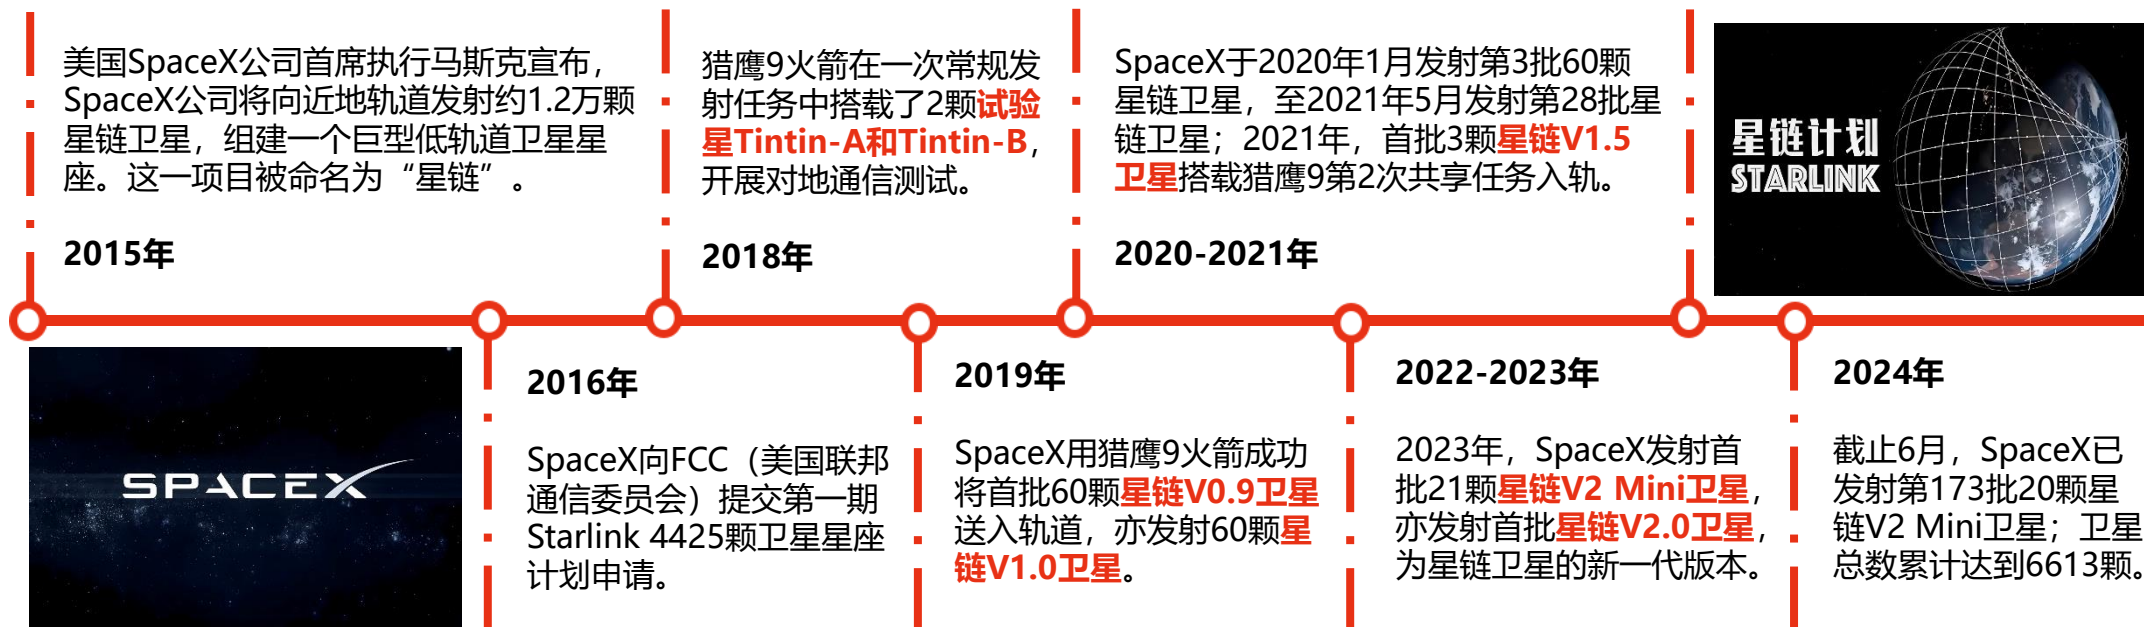 美国SpaceX公司首席执行马斯克宣布，
SpaceX公司将向近地轨道发射约1.2万颗
星链卫星，组建一个巨型低轨道卫星星
座。这一项目被命名为“星链”。
2015年
猎鹰9火箭在一次常规发
射任务中搭载了2颗试验
星Tintin-A和Tintin-B，
开展对地通信测试。
2018年
SpaceX于2020年1月发射第3批60颗
星链卫星，至2021年5月发射第28批星
链卫星；2021年，首批3颗星链V1.5
卫星搭载猎鹰9第2次共享任务入轨。
2020-2021年
星链计划
STARLINK
SPACEX
2016年
SpaceX向FCC（美国联邦
通信委员会）提交第一期
Starlink 4425颗卫星星座
计划申请。
2019年
SpaceX用猎鹰9火箭成功
将首批60颗星链V0.9卫星
送入轨道，亦发射60颗星
链V1.0卫星。
2022-2023年
2023年，SpaceX发射首
批21颗星链V2 Mini卫星，
亦发射首批星链V2.0卫星，
为星链卫星的新一代版本。
2024年
截止6月，SpaceX已
发射第173批20颗星
链V2 Mini卫星；卫星
总数累计达到6613颗。